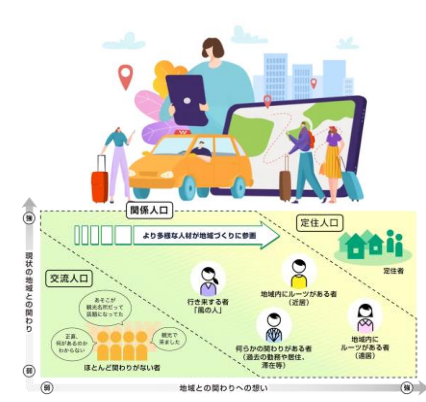 関係人口
定住人口
より多様な人材が地域づくりに参画
強
現状の地域との関わり
弱
交流人口
あそこが
観光名所だって
話題になってた
正直、
何があるのか
わからない
観光で
来ました
ほとんど関わりがない者
行き来する者
「風の人」
地域内にルーツがある者
（近居）
何らかの関わりがある者
（過去の勤務や居住、
滞在等）
地域内に
ルーツがある者
（遠居）
定住者
弱
地域との関わりへの想い
強